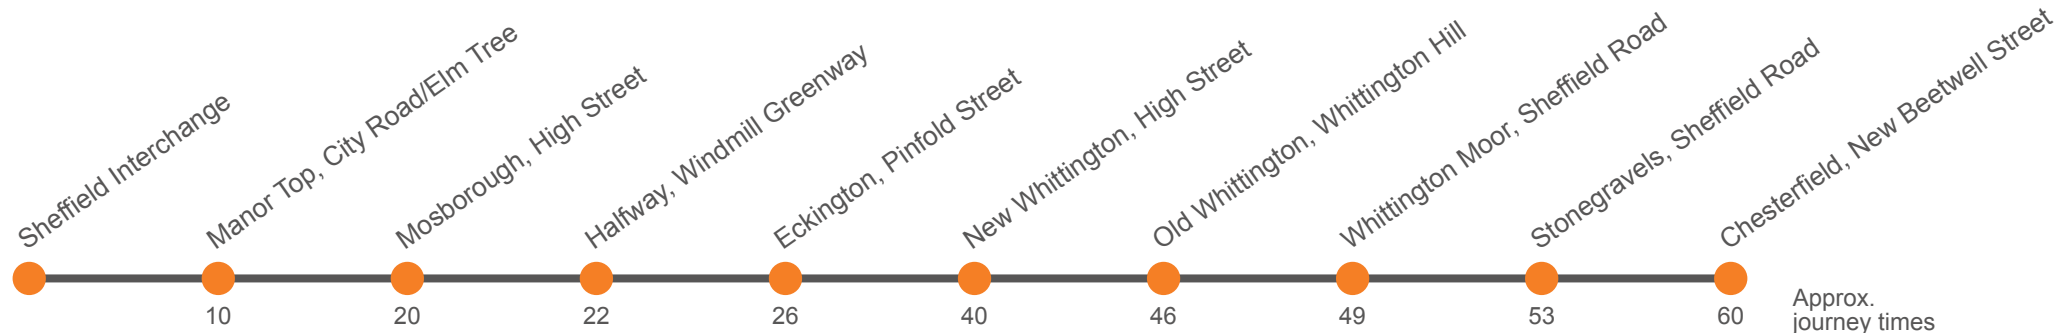 Sheffield Interchange
Manor Top, City Road/Elm Tree
Mosborough, High Street
Halfway, Windmill Greenway
Eckington, Pinfold Street
New Whittington, High Street
Old Whittington, Whittington Hill
Whittington Moor, Sheffield Road
Stonegravels, Sheffield Road
Chesterfield, New Beetwell Street
10
20
22
26
40
46
49
53
60
Approx.
journey times